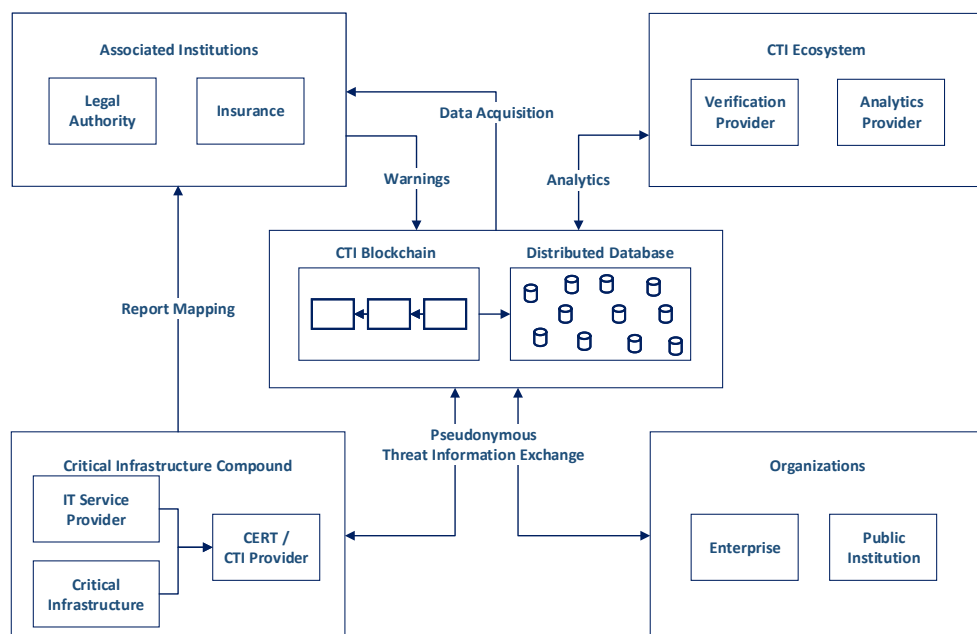 Associated Institutions
Legal
Authority
Insurance
CTI Ecosystem
Verification
Provider
Analytics
Provider
Data Acquisition
Warnings
Analytics
CTI Blockchain
Distributed Database
Report Mapping
Pseudonymous
Threat Information Exchange
Critical Infrastructure Compound
IT Service
Provider
CERT /
CTI Provider
Critical
Infrastructure
Organizations
Enterprise
Public
Institution